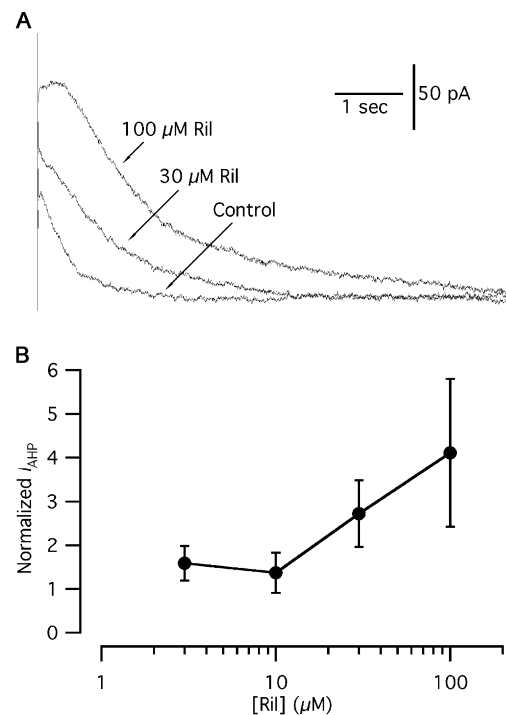 A
50 pA
1 sec
100 µM Ril
30 µM Ril
Control
B
6
5
4
3
2
1
0
Normalized I_AHP
1 10 100
[Ril] (µM)